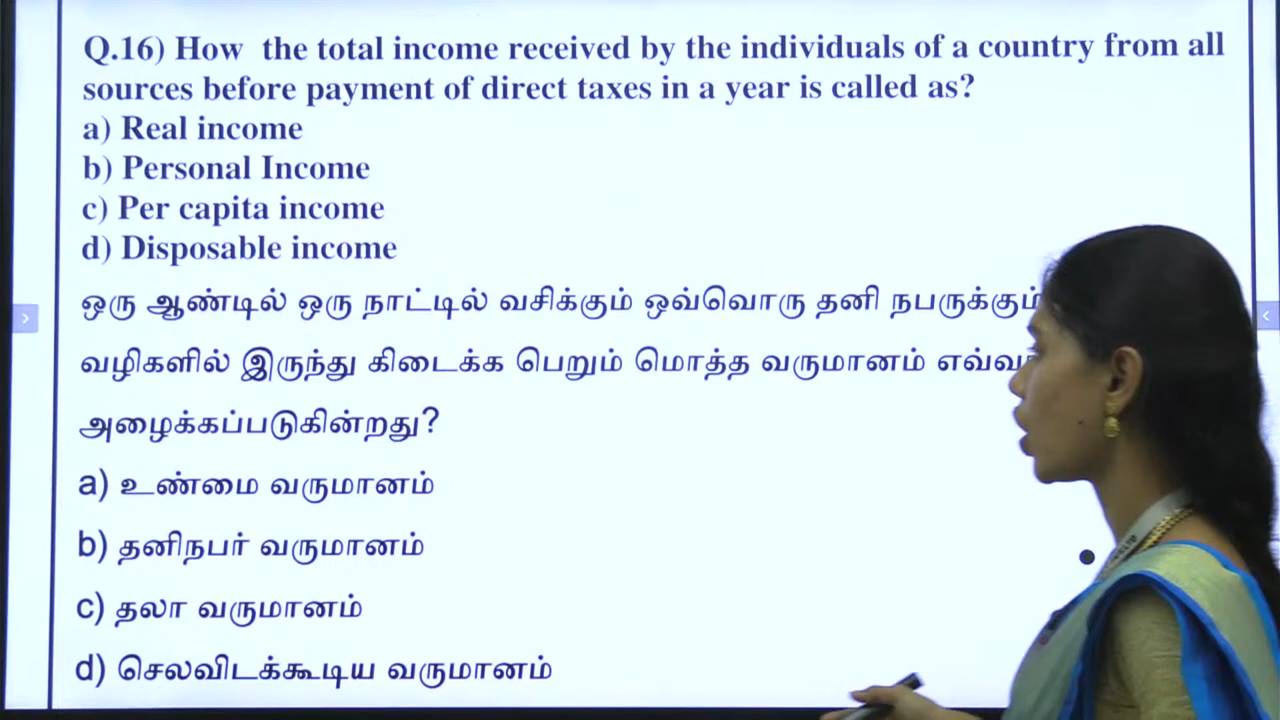 Q.16) How the total income received by the individuals of a country from all
sources before payment of direct taxes in a year is called as?
a) Real income
b) Personal Income
c) Per capita income
d) Disposable income
ஒரு ஆண்டில் ஒரு நாட்டில் வசிக்கும் ஒவ்வொரு தனி நபருக்கும்
வழிகளில் இருந்து கிடைக்க பெறும் மொத்த வருமானம்
அழைக்கப்படுகின்றது?
a) உண்மை வருமானம்
b) தனிநபர் வருமானம்
c) தலா வருமானம்
d) செலவிடக்கூடிய வருமானம்